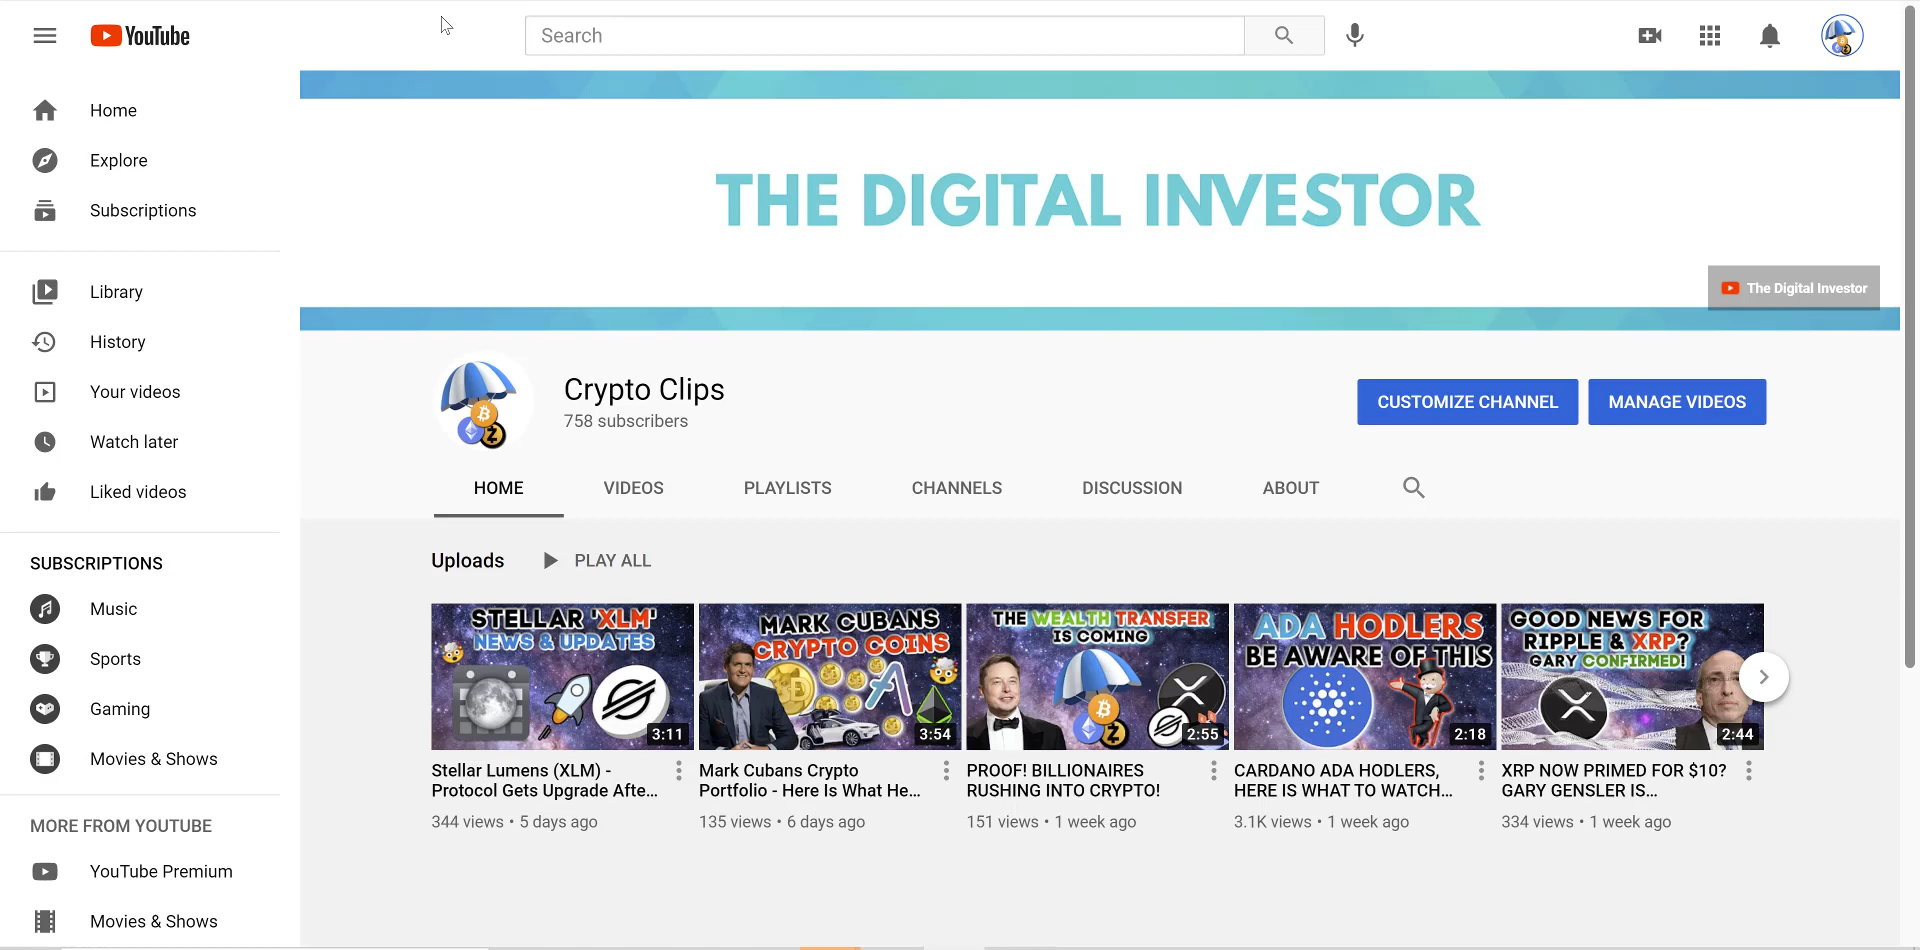 YouTube
Search
Home
Explore
Subscriptions
Library
History
Your videos
Watch later
Liked videos
SUBSCRIPTIONS
Music
Sports
Gaming
Movies & Shows
MORE FROM YOUTUBE
YouTube Premium
Movies & Shows
THE DIGITAL INVESTOR
The Digital Investor
Crypto Clips
758 subscribers
CUSTOMIZE CHANNEL
MANAGE VIDEOS
HOME
VIDEOS
PLAYLISTS
CHANNELS
DISCUSSION
ABOUT
Uploads
PLAY ALL
STELLAR 'XLM'
NEWS & UPDATES
3:11
Stellar Lumens (XLM) -
Protocol Gets Upgrade Afte...
344 views • 5 days ago
MARK CUBANS
CRYPTO COINS
3:54
Mark Cubans Crypto
Portfolio - Here Is What He...
135 views • 6 days ago
THE WEALTH TRANSFER
IS COMING
2:55
PROOF! BILLIONAIRES
RUSHING INTO CRYPTO!
151 views • 1 week ago
ADA HODLERS
BE AWARE OF THIS
2:18
CARDANO ADA HODLERS,
HERE IS WHAT TO WATCH...
3.1K views • 1 week ago
GOOD NEWS FOR
RIPPLE & XRP?
GARY CONFIRMED!
2:44
XRP NOW PRIMED FOR $10?
GARY GENSLER IS...
334 views • 1 week ago